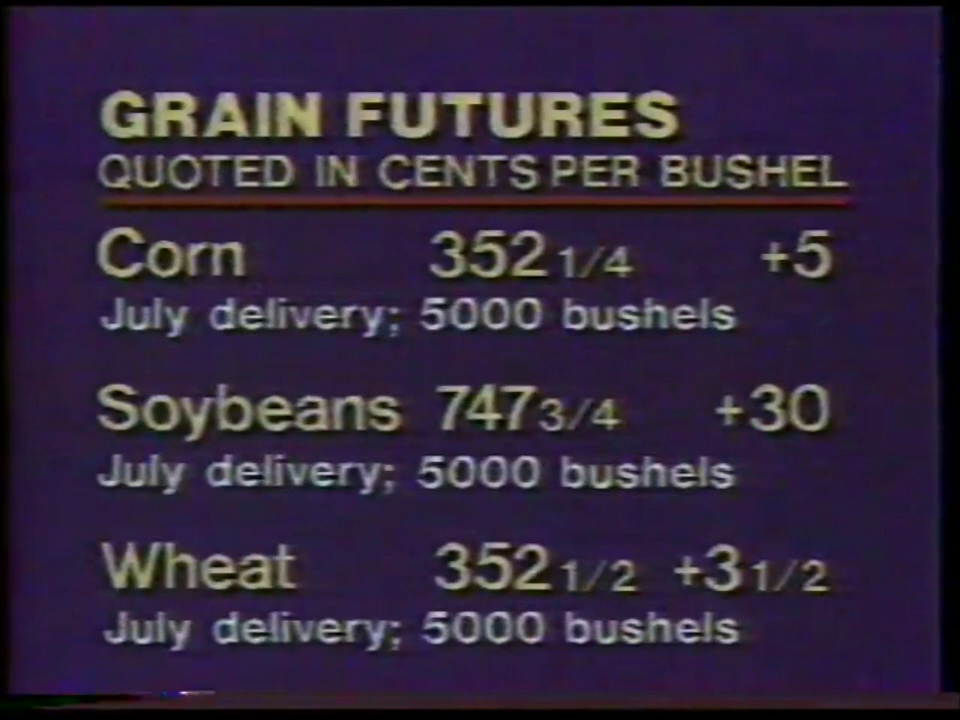 GRAIN FUTURES
QUOTED IN CENTS PER BUSHEL
Corn 352 1/4 +5
July delivery; 5000 bushels
Soybeans 747 3/4 +30
July delivery; 5000 bushels
Wheat 352 1/2 +3 1/2
July delivery; 5000 bushels